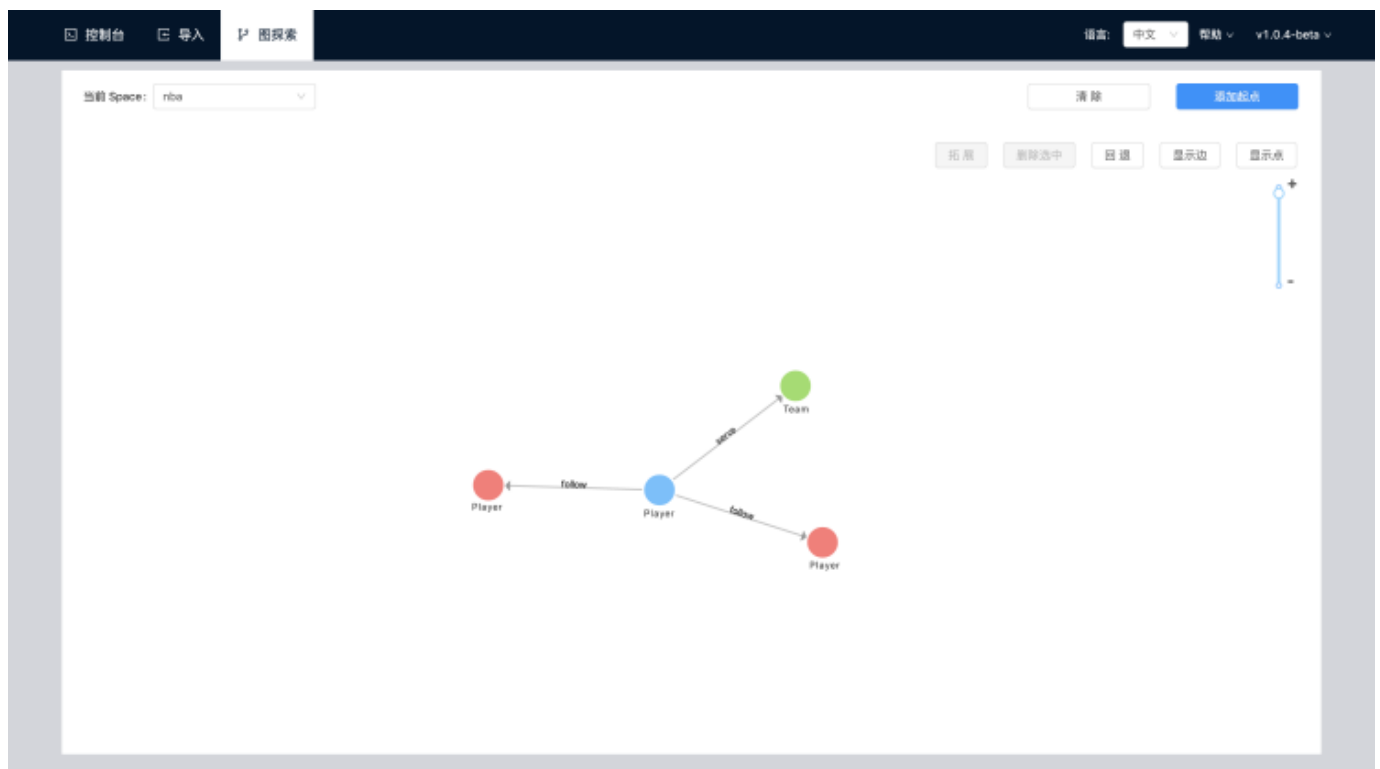 控制台 导入 图探索 语言: 中文 帮助 v1.0.4-beta
当前 Space: nba 清 除 添加起点
拓 展 删除选中 回 退 显示边 显示点
+
-
Team
serve
follow
Player
Player
follow
Player